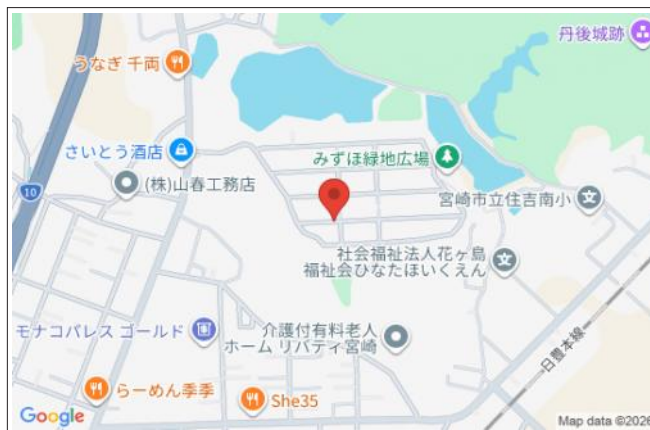 丹後城跡
うなぎ 千両
さいとう酒店
みずほ緑地広場
(株)山春工務店
宮崎市立住吉南小
10
社会福祉法人花ヶ島
福祉会ひなたほいくえん
モナコパレス ゴールド
介護付有料老人
ホーム リバティ宮崎
日豊本線
らーめん季季
She35
Google
Map data ©2026